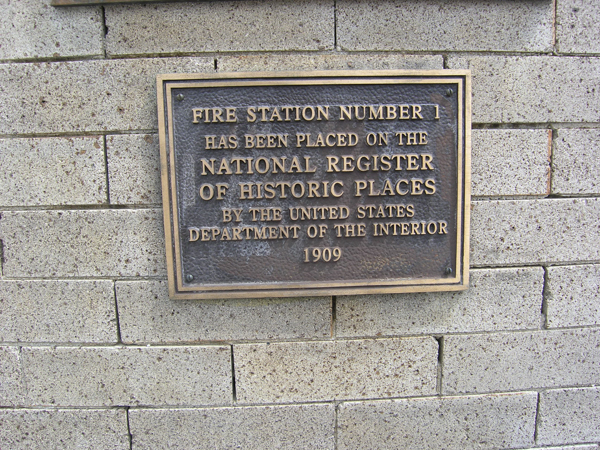 FIRE STATION NUMBER 1
HAS BEEN PLACED ON THE
NATIONAL REGISTER
OF HISTORIC PLACES
BY THE UNITED STATES
DEPARTMENT OF THE INTERIOR
1909